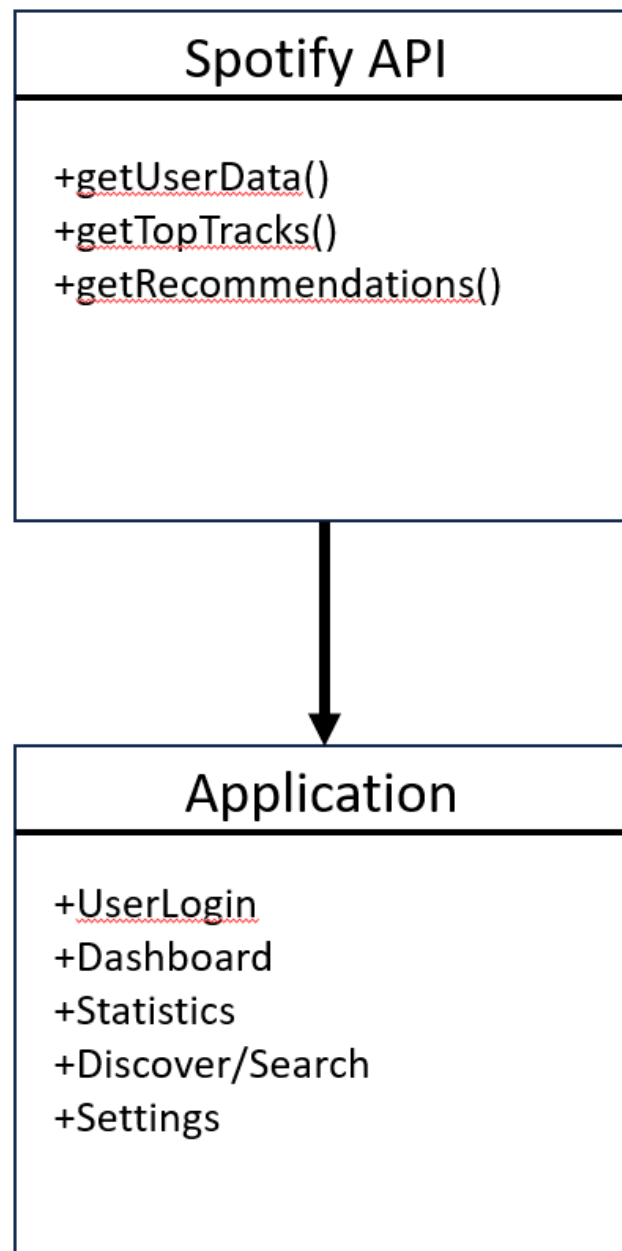 Spotify API
+getUserData()
+getTopTracks()
+getRecommendations()
Application
+UserLogin
+Dashboard
+Statistics
+Discover/Search
+Settings